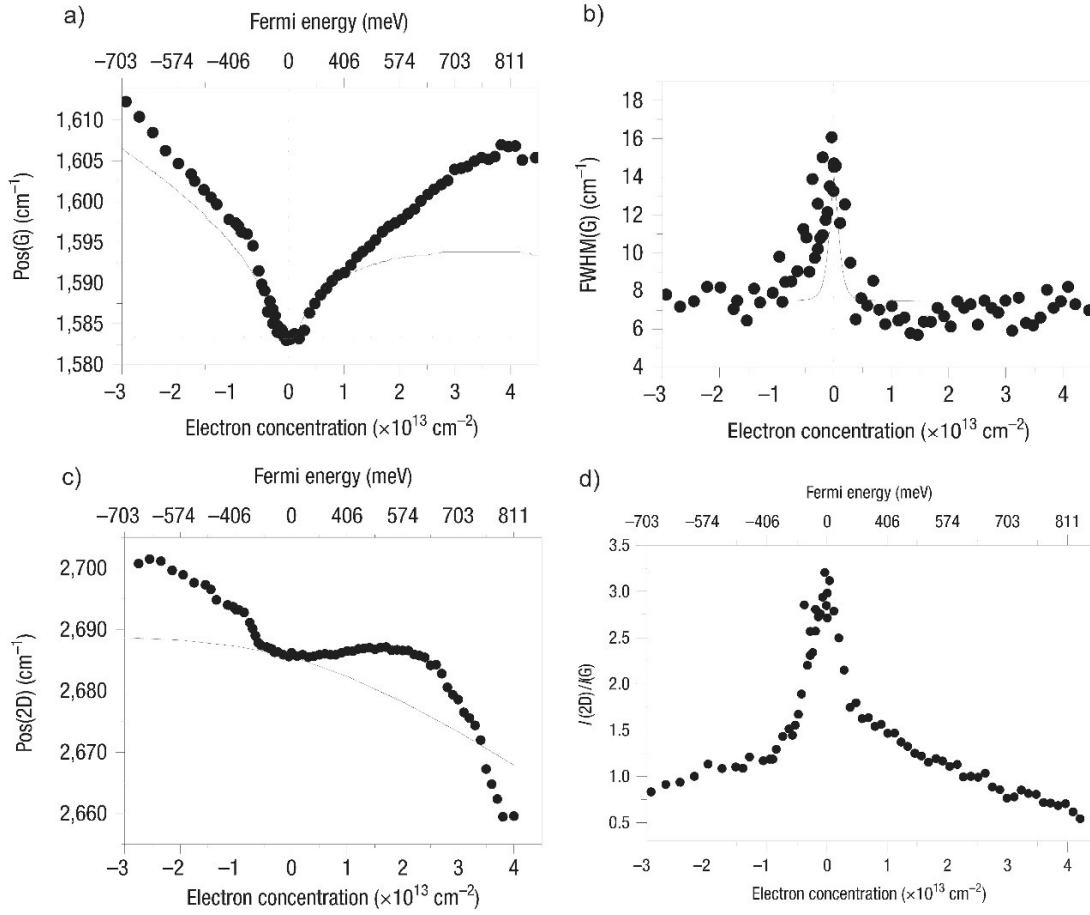 a)
Fermi energy (meV)
−703 −574 −406 0 406 574 703 811
Pos(G) (cm⁻¹)
1,610
1,605
1,600
1,595
1,590
1,585
1,580
−3 −2 −1 0 1 2 3 4
Electron concentration (×10¹³ cm⁻²)
b)
FWHM(G) (cm⁻¹)
18
16
14
12
10
8
6
4
−3 −2 −1 0 1 2 3 4
Electron concentration (×10¹³ cm⁻²)
c)
Fermi energy (meV)
−703 −574 −406 0 406 574 703 811
Pos(2D) (cm⁻¹)
2,700
2,690
2,680
2,670
2,660
−3 −2 −1 0 1 2 3 4
Electron concentration (×10¹³ cm⁻²)
d)
Fermi energy (meV)
−703 −574 −406 0 406 574 703 811
I(2D)/I(G)
3.5
3.0
2.5
2.0
1.5
1.0
0.5
−3 −2 −1 0 1 2 3 4
Electron concentration (×10¹³ cm⁻²)